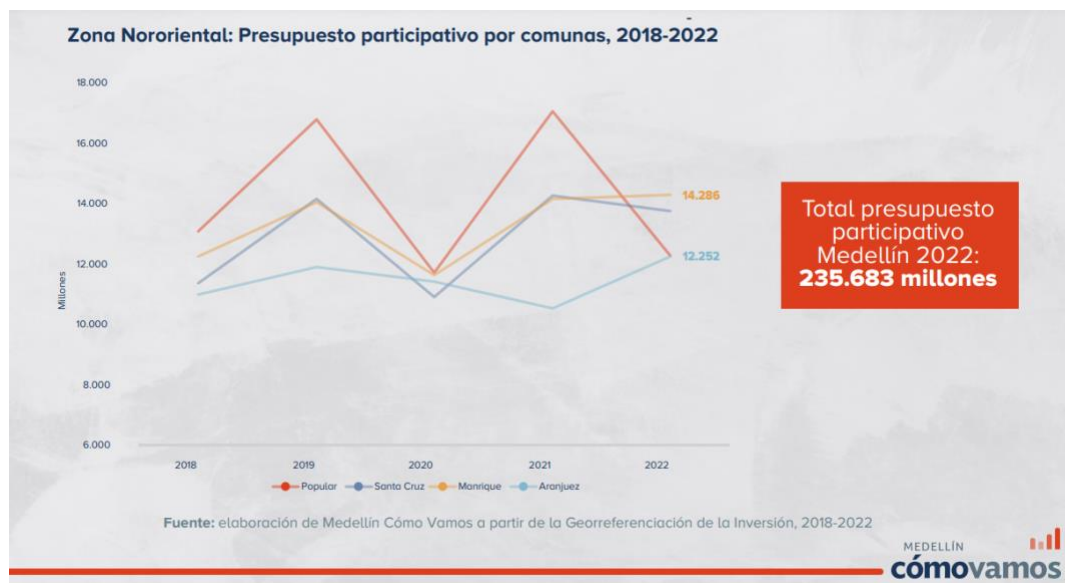 Zona Nororiental: Presupuesto participativo por comunas, 2018-2022
18.000
16.000
14.000
12.000
10.000
8.000
6.000
Millones
14.286
12.252
2018 2019 2020 2021 2022
Popular Santa Cruz Manrique Aranjuez
Total presupuesto
participativo
Medellín 2022:
235.683 millones
Fuente: elaboración de Medellín Cómo Vamos a partir de la Georreferenciación de la Inversión, 2018-2022
MEDELLÍN
cómovamos